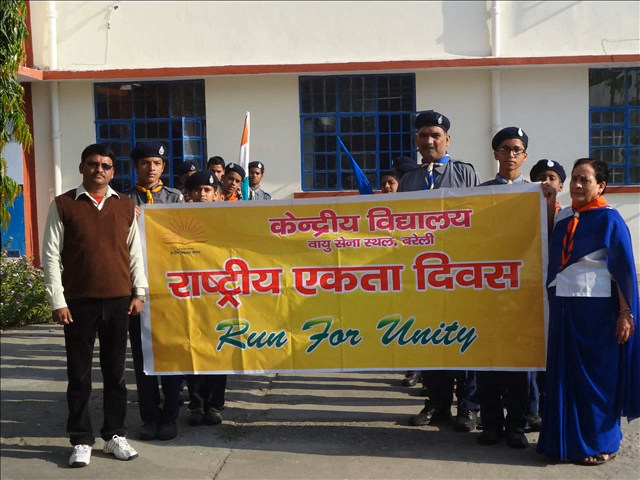 केन्द्रीय विद्यालय
वायु सेना स्थल, बरेली
राष्ट्रीय एकता दिवस
Run For Unity